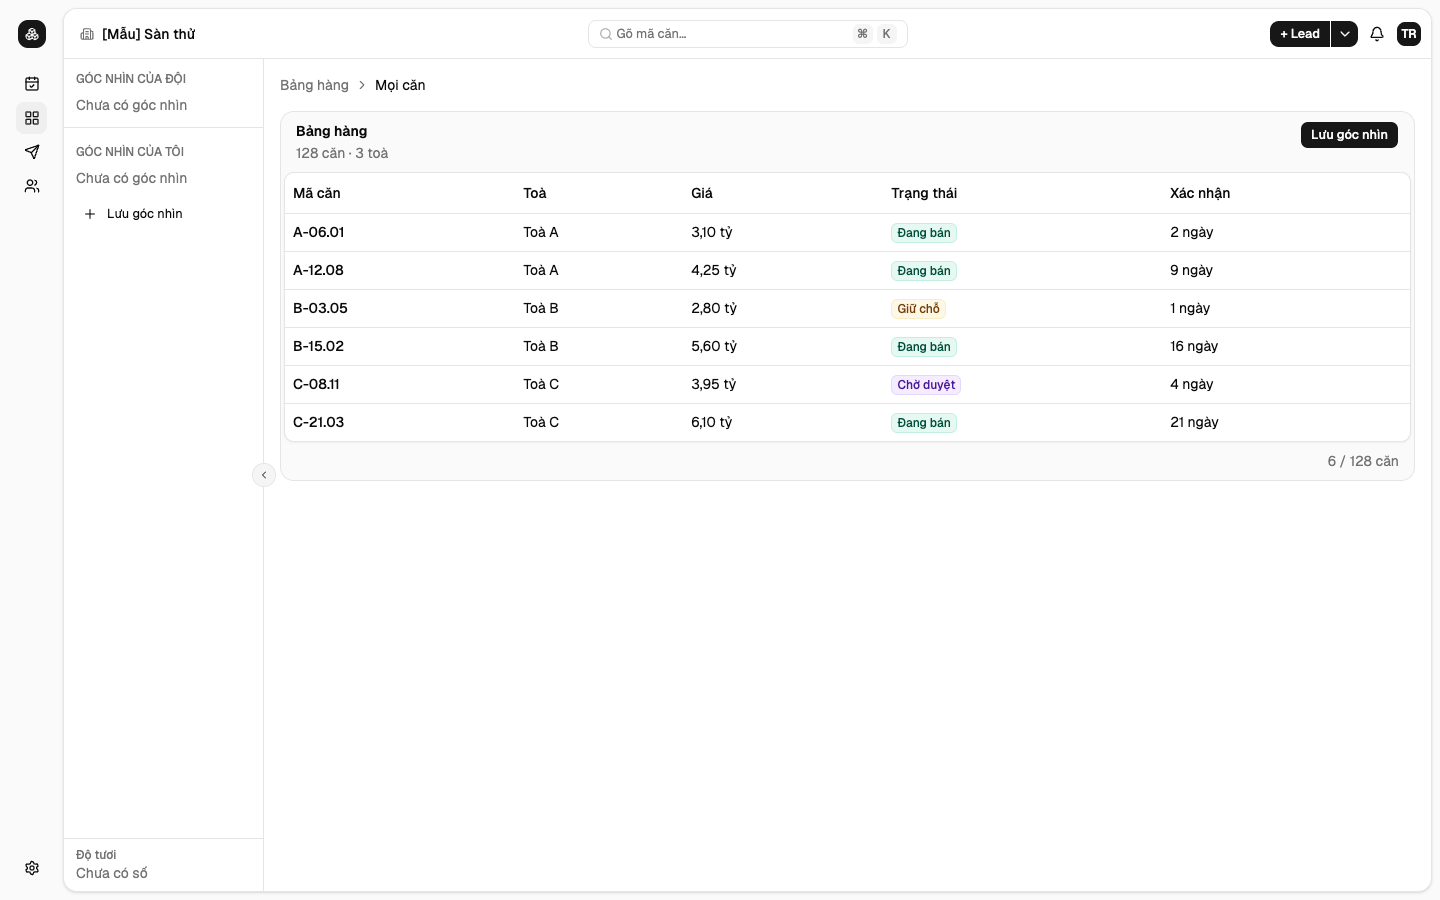 [Mẫu] Sàn thử
Gõ mã căn...
⌘ K
+ Lead
TR
GÓC NHÌN CỦA ĐỘI
Chưa có góc nhìn
GÓC NHÌN CỦA TÔI
Chưa có góc nhìn
Lưu góc nhìn
Độ tươi
Chưa có số
Bảng hàng > Mọi căn
Bảng hàng
128 căn · 3 toà
Lưu góc nhìn
Mã căn Toà Giá Trạng thái Xác nhận
A-06.01 Toà A 3,10 tỷ Đang bán 2 ngày
A-12.08 Toà A 4,25 tỷ Đang bán 9 ngày
B-03.05 Toà B 2,80 tỷ Giữ chỗ 1 ngày
B-15.02 Toà B 5,60 tỷ Đang bán 16 ngày
C-08.11 Toà C 3,95 tỷ Chờ duyệt 4 ngày
C-21.03 Toà C 6,10 tỷ Đang bán 21 ngày
6 / 128 căn